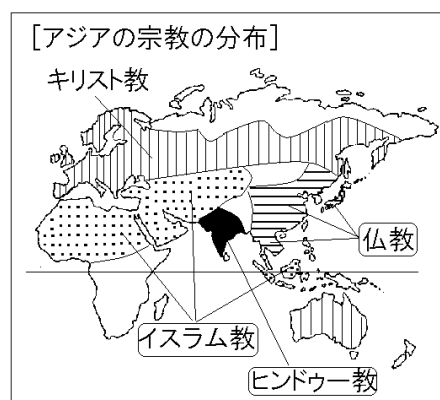 ［アジアの宗教の分布］
キリスト教
仏教
イスラム教
ヒンドゥー教